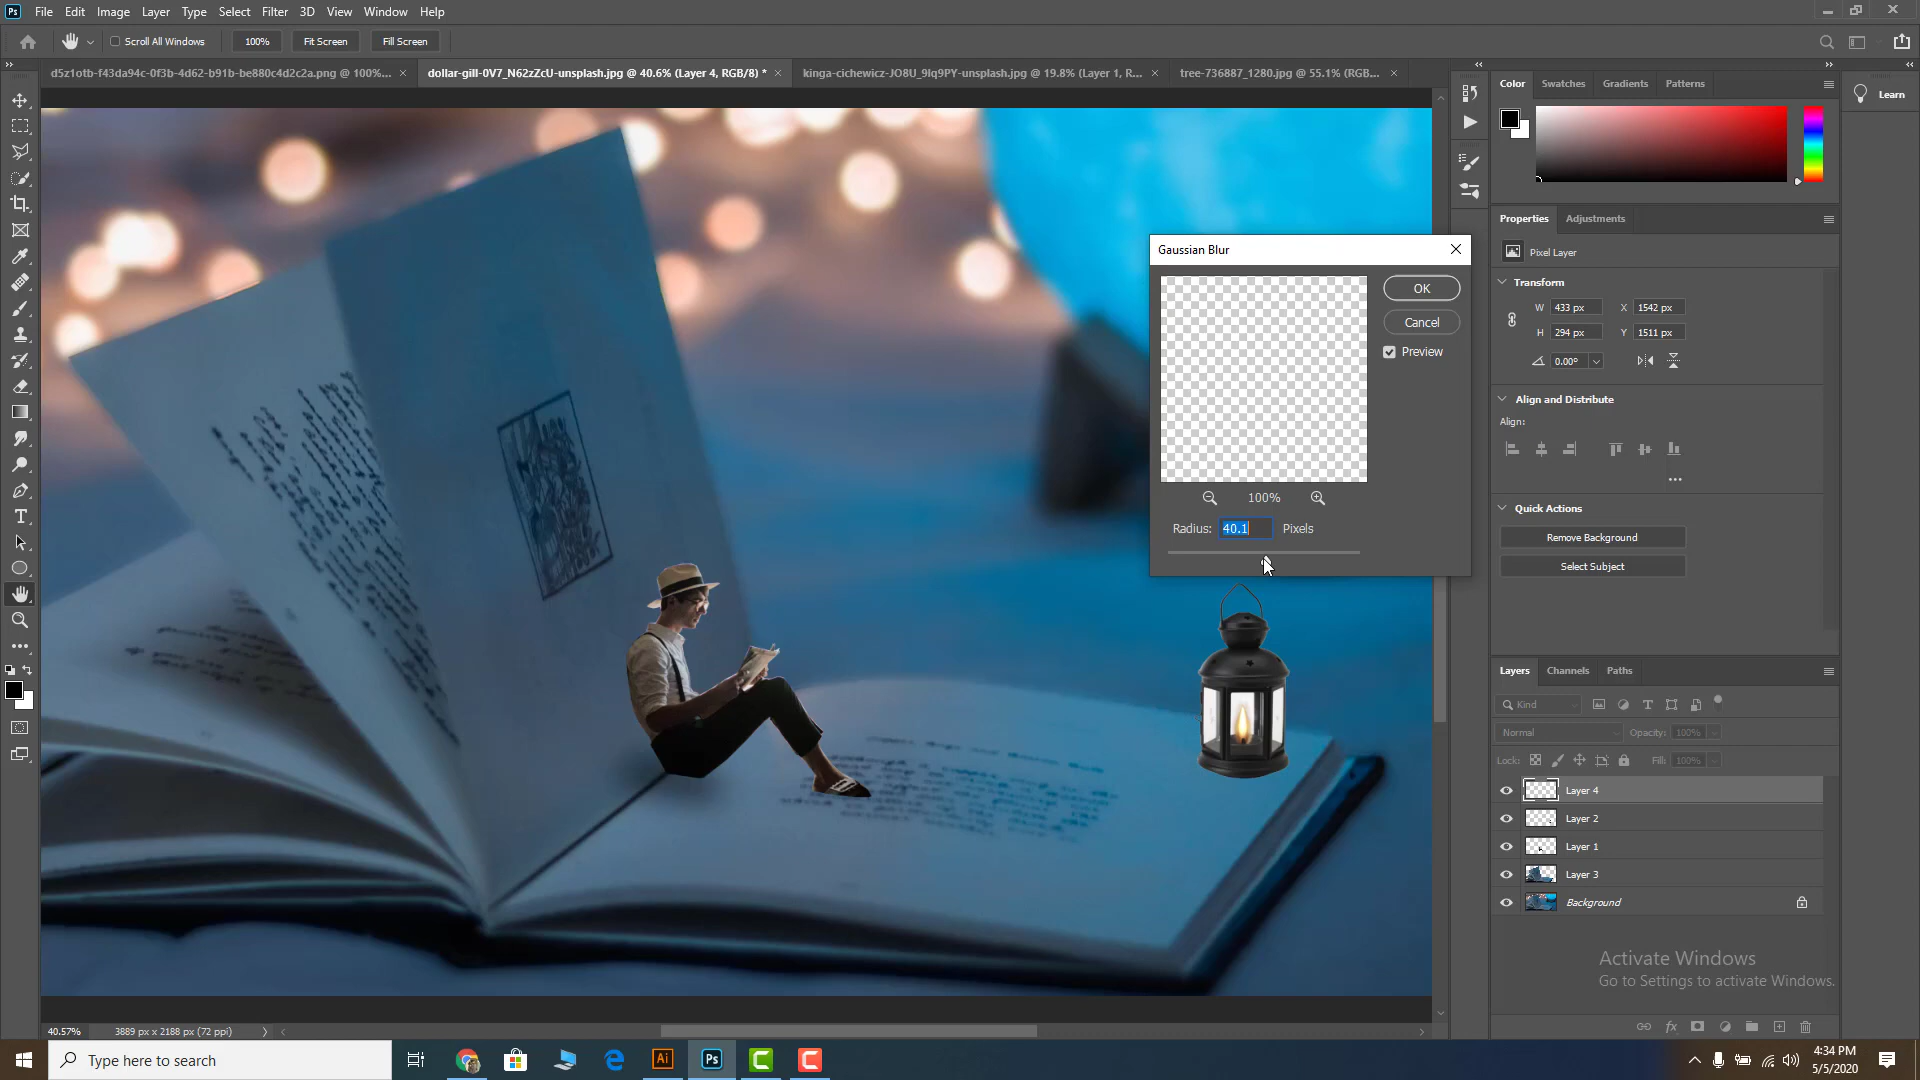 File Edit Image Layer Type Select Filter 3D View Window Help
Scroll All Windows 100% Fit Screen Fill Screen
d5z1otb-f43da94c-0f3b-4d62-b91b-be880c4d2c2a.png @ 100%...
dollar-gill-0V7_N62zZcU-unsplash.jpg @ 40.6% (Layer 4, RGB/8) *
kinga-cichewicz-JO8U_9lq9PY-unsplash.jpg @ 19.8% (Layer 1, R...
tree-736887_1280.jpg @ 55.1% (RGB...
Color Swatches Gradients Patterns
Learn
Properties Adjustments
Pixel Layer
Transform
W 433 px X 1542 px
H 294 px Y 1511 px
0.00°
Align and Distribute
Align:
Quick Actions
Remove Background
Select Subject
Gaussian Blur
OK
Cancel
Preview
100%
Radius: 40.1 Pixels
Layers Channels Paths
Kind
Normal Opacity: 100%
Lock: Fill: 100%
Layer 4
Layer 2
Layer 1
Layer 3
Background
Activate Windows
Go to Settings to activate Windows.
40.57% 3889 px x 2188 px (72 ppi)
Type here to search
Ai Ps
4:34 PM
5/5/2020